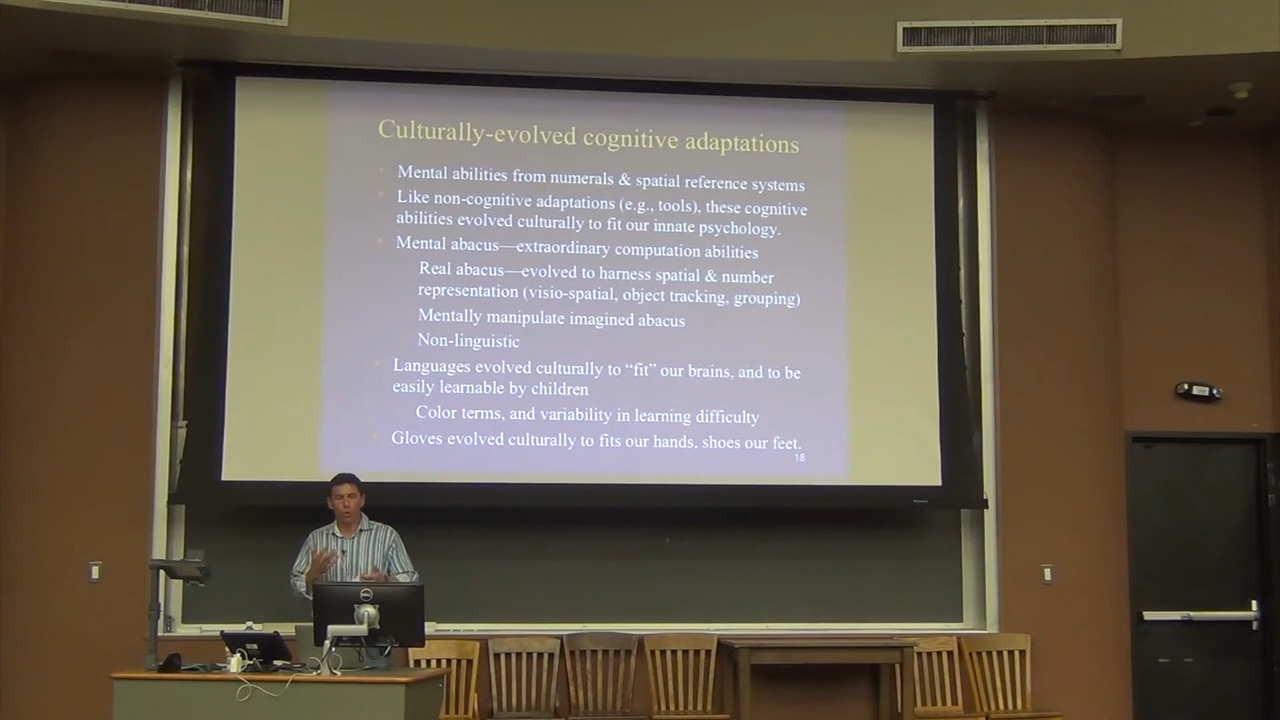 Culturally-evolved cognitive adaptations
Mental abilities from numerals & spatial reference systems
Like non-cognitive adaptations (e.g., tools), these cognitive
abilities evolved culturally to fit our innate psychology.
Mental abacus—extraordinary computation abilities
Real abacus—evolved to harness spatial & number
representation (visio-spatial, object tracking, grouping)
Mentally manipulate imagined abacus
Non-linguistic
Languages evolved culturally to “fit” our brains, and to be
easily learnable by children
Color terms, and variability in learning difficulty
Gloves evolved culturally to fits our hands, shoes our feet.
DELL